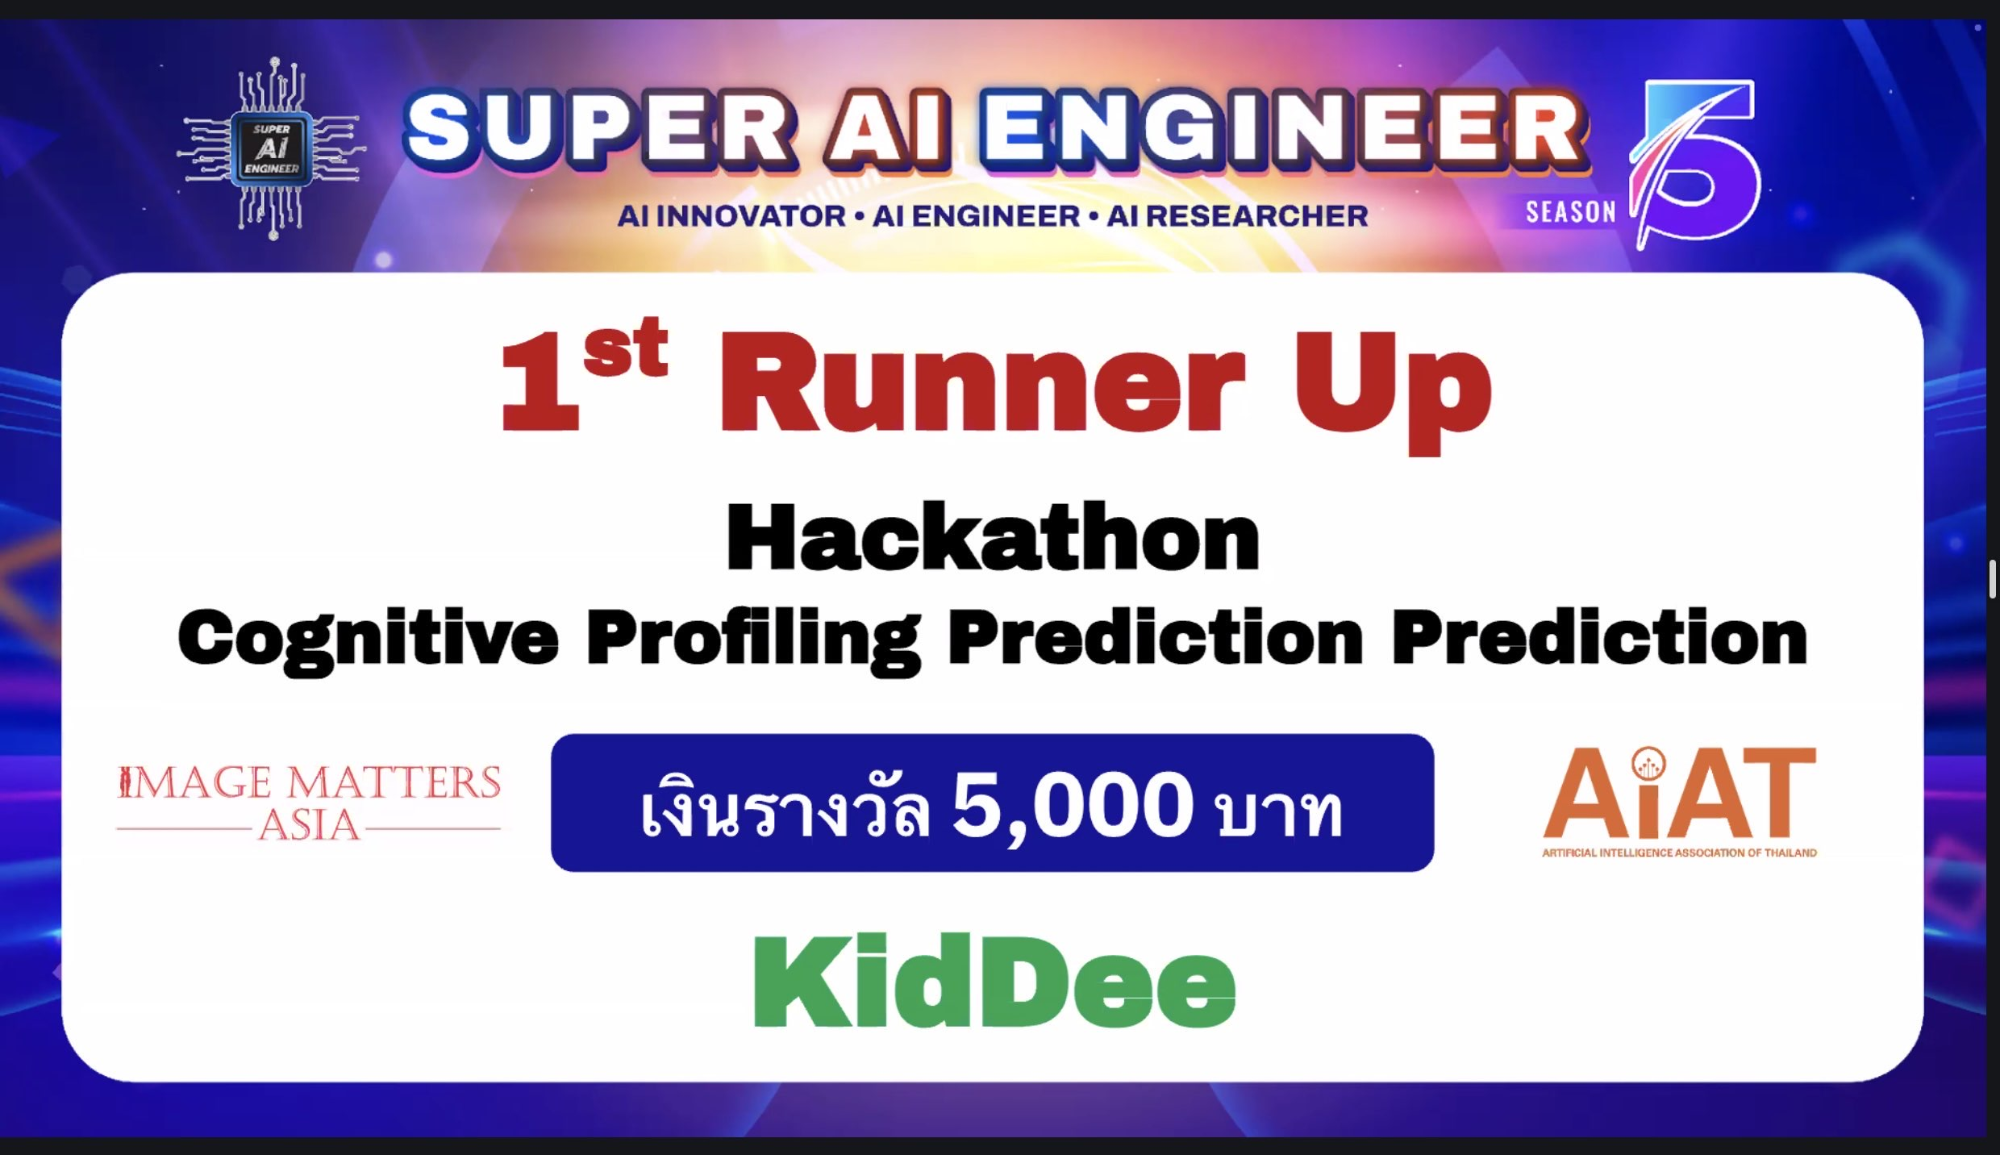 SUPER AI ENGINEER
SUPER AI ENGINEER
AI INNOVATOR • AI ENGINEER • AI RESEARCHER
SEASON 5
1st Runner Up
Hackathon
Cognitive Profiling Prediction Prediction
IMAGE MATTERS
ASIA
เงินรางวัล 5,000 บาท
AiAT
ARTIFICIAL INTELLIGENCE ASSOCIATION OF THAILAND
KidDee